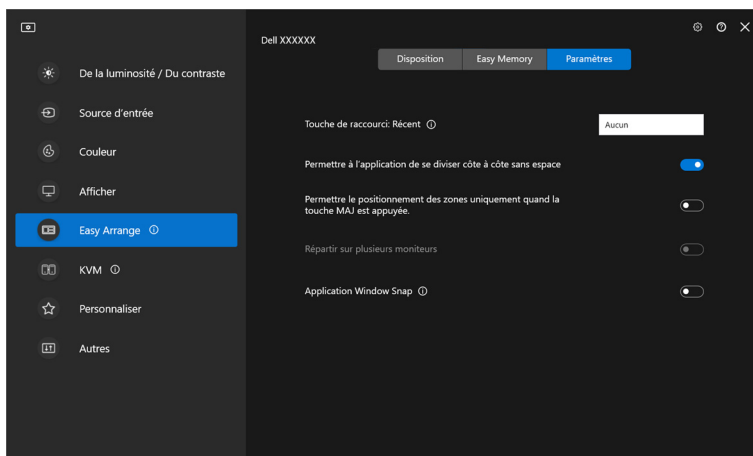 Dell XXXXXX
Disposition
Easy Memory
Paramètres
De la luminosité / Du contraste
Source d'entrée
Couleur
Afficher
Easy Arrange
KVM
Personnaliser
Autres
Touche de raccourci: Récent
Aucun
Permettre à l'application de se diviser côte à côte sans espace
Permettre le positionnement des zones uniquement quand la
touche MAJ est appuyée.
Répartir sur plusieurs moniteurs
Application Window Snap